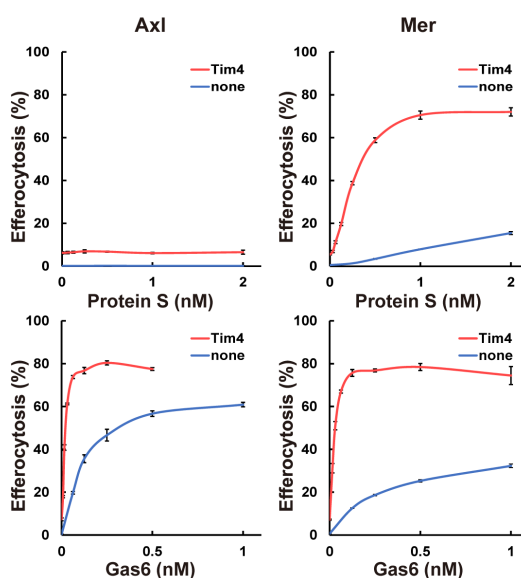 Axl
Mer
Efferocytosis (%)
100
80
60
40
20
0
Tim4
none
0
1
2
Protein S (nM)
Efferocytosis (%)
100
80
60
40
20
0
Tim4
none
0
1
2
Protein S (nM)
Efferocytosis (%)
100
80
60
40
20
0
Tim4
none
0
0.5
1
Gas6 (nM)
Efferocytosis (%)
100
80
60
40
20
0
Tim4
none
0
0.5
1
Gas6 (nM)